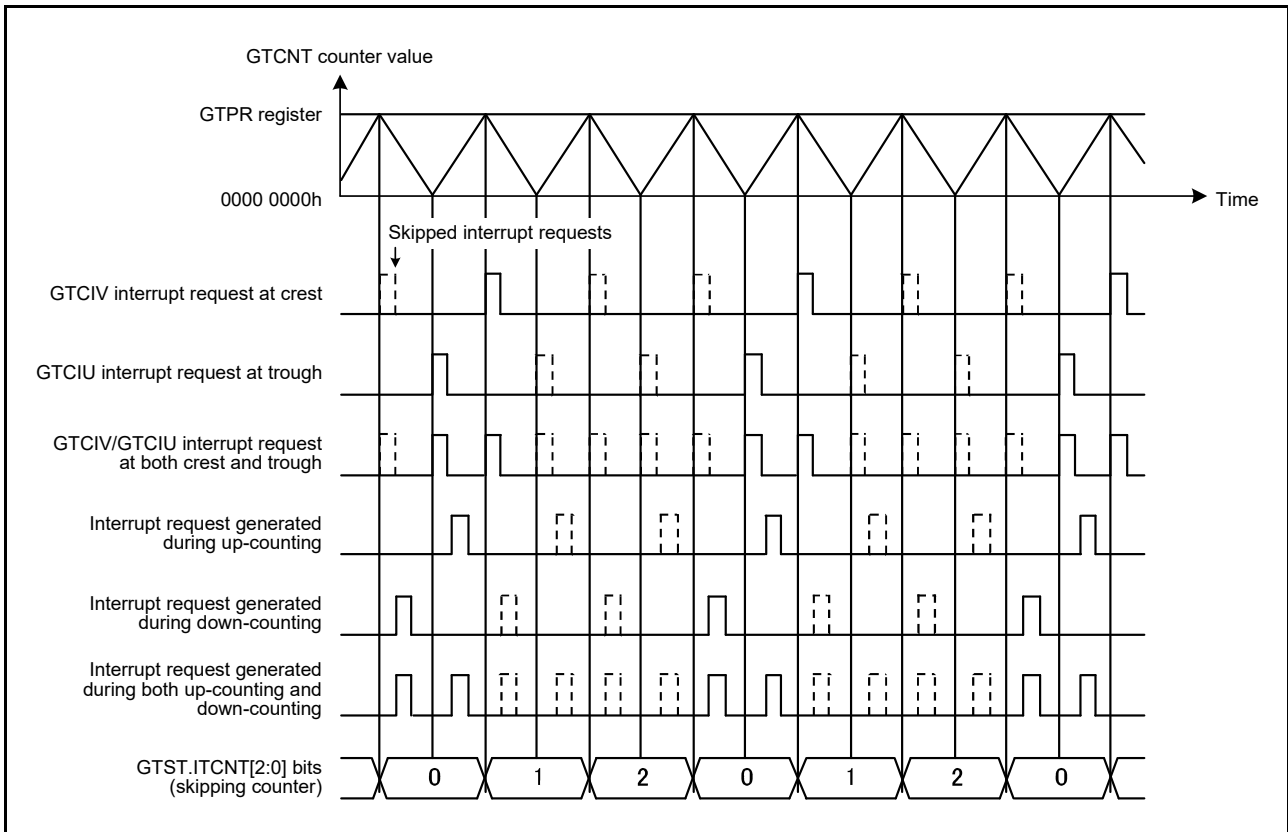 GTCNT counter value
GTPR register
0000 0000h
Time
Skipped interrupt requests
GTCIV interrupt request at crest
GTCIU interrupt request at trough
GTCIV/GTCIU interrupt request
at both crest and trough
Interrupt request generated
during up-counting
Interrupt request generated
during down-counting
Interrupt request generated
during both up-counting and
down-counting
GTST.ITCNT[2:0] bits
(skipping counter)
0 1 2 0 1 2 0